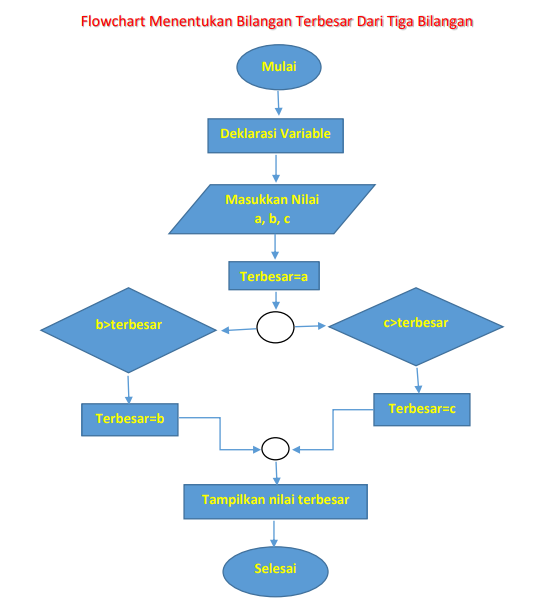 Flowchart Menentukan Bilangan Terbesar Dari Tiga Bilangan
Mulai
Deklarasi Variable
Masukkan Nilai
a, b, c
Terbesar=a
b>terbesar
c>terbesar
Terbesar=b
Terbesar=c
Tampilkan nilai terbesar
Selesai